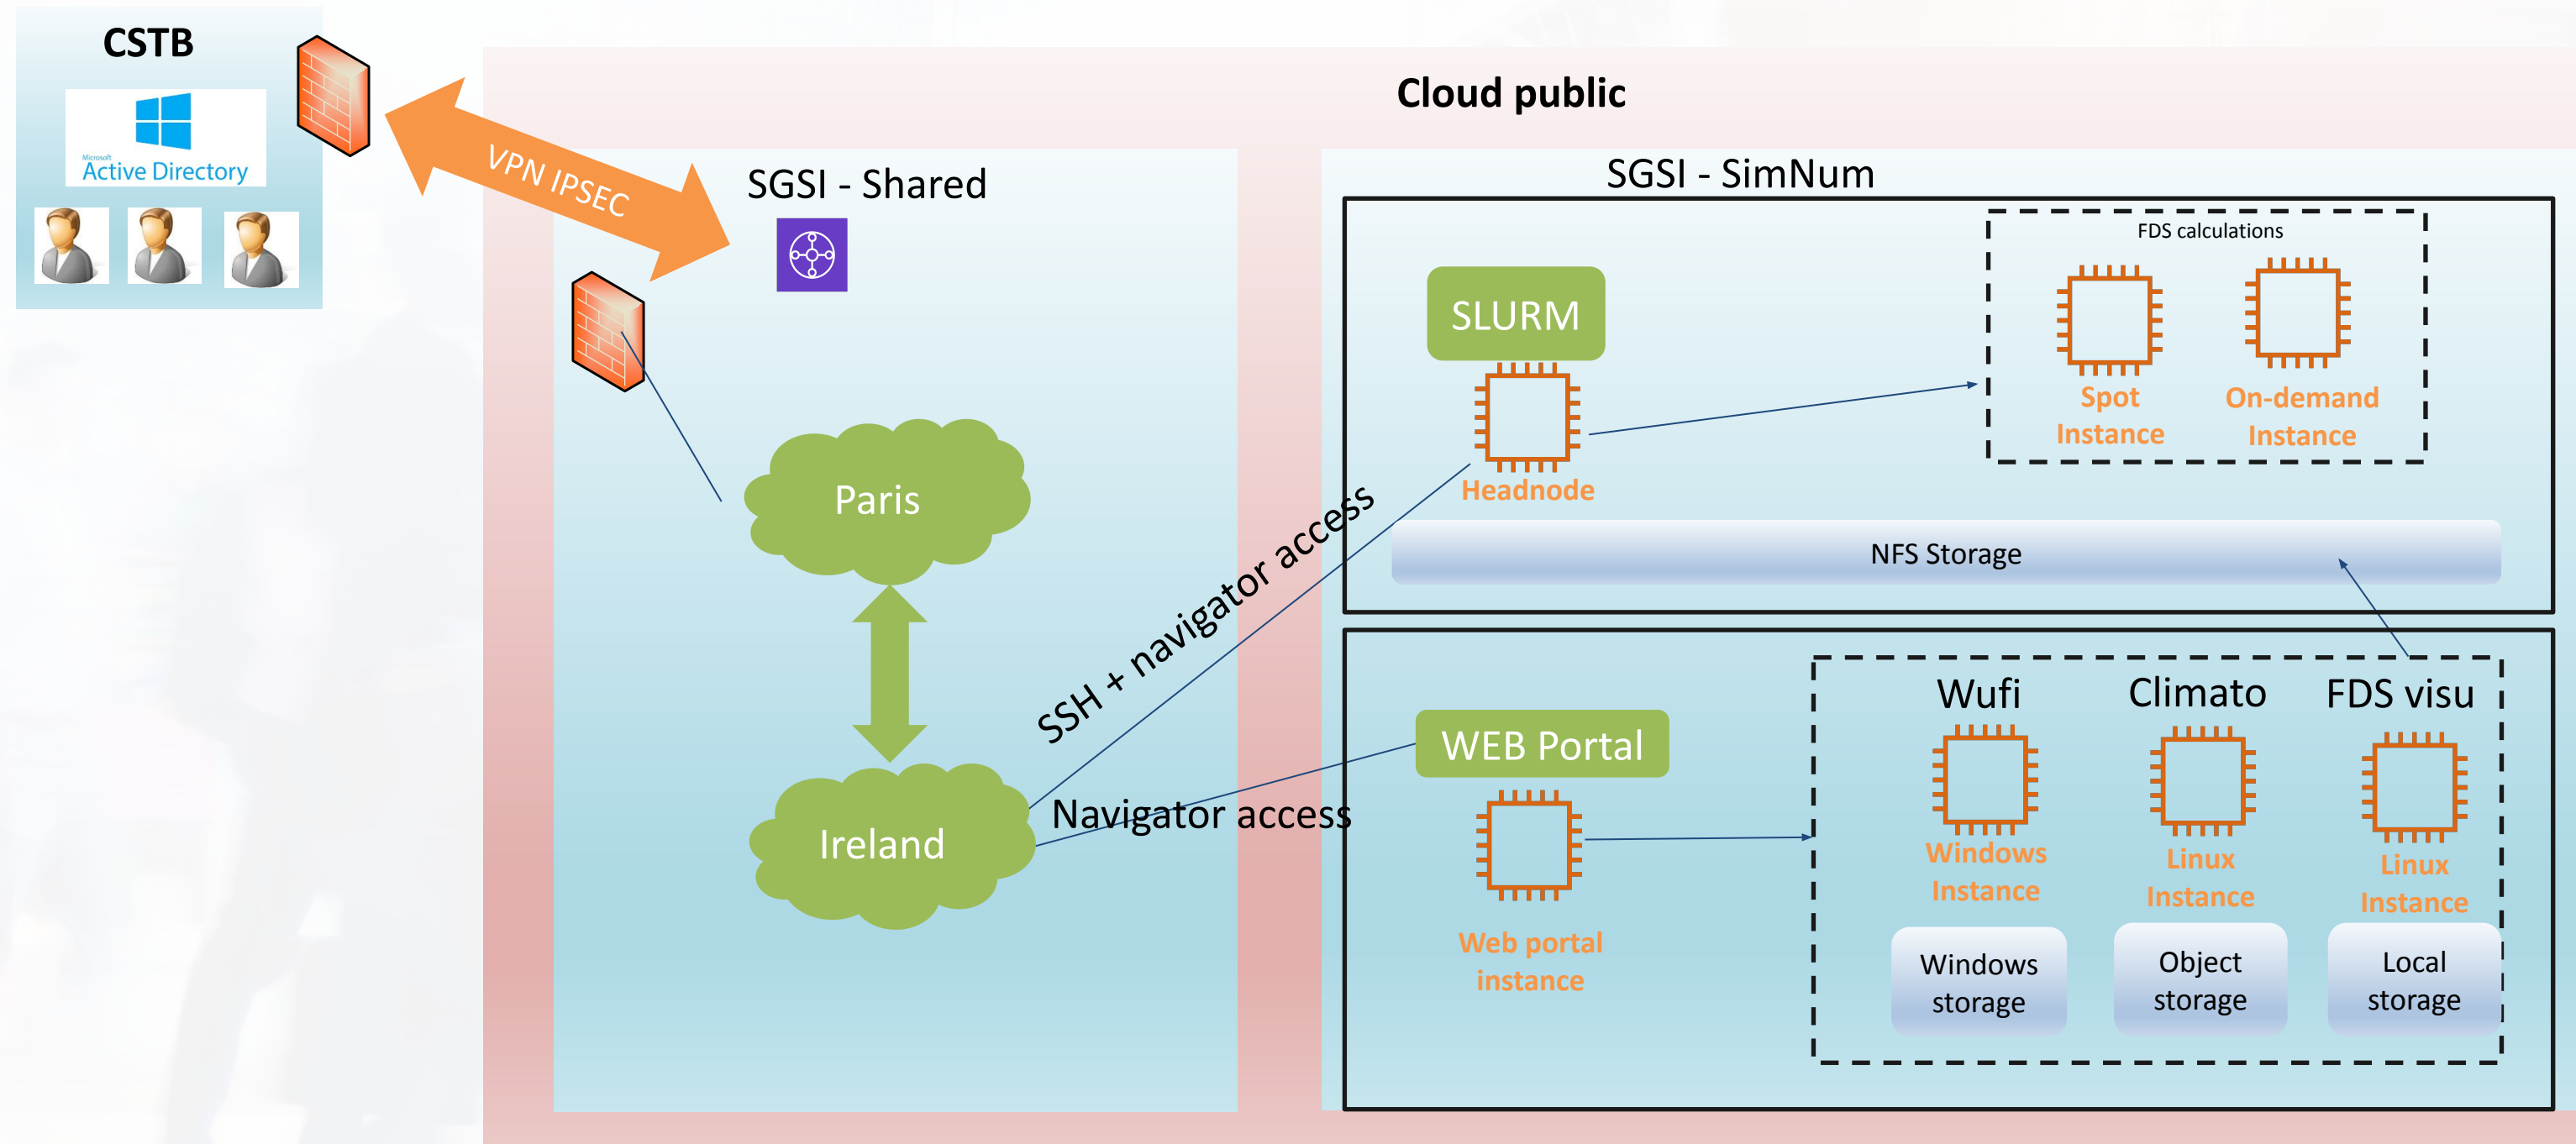 CSTB
Microsoft
Active Directory
VPN IPSEC
Cloud public
SGSI - Shared
Paris
Ireland
SSH + navigator access
Navigator access
SGSI - SimNum
SLURM
Headnode
FDS calculations
Spot
Instance
On-demand
Instance
NFS Storage
WEB Portal
Web portal
instance
Wufi
Windows
Instance
Windows
storage
Climato
Linux
Instance
Object
storage
FDS visu
Linux
Instance
Local
storage